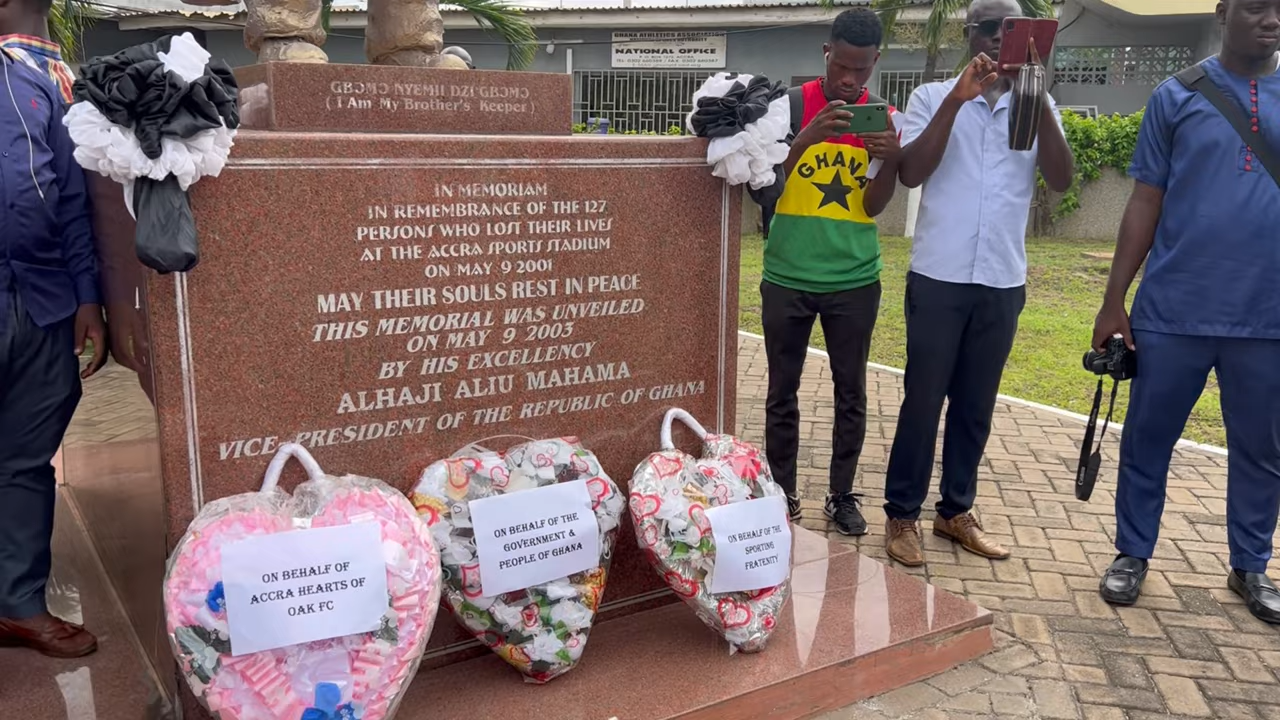 GHANA ATHLETICS ASSOCIATION
NATIONAL OFFICE
GBƆMƆ NYEMII DZI GBƆMƆ
( I Am My Brother's Keeper )
IN MEMORIAM
IN REMEMBRANCE OF THE 127
PERSONS WHO LOST THEIR LIVES
AT THE ACCRA SPORTS STADIUM
ON MAY 9 2001
MAY THEIR SOULS REST IN PEACE
THIS MEMORIAL WAS UNVEILED
ON MAY 9 2003
BY HIS EXCELLENCY
ALHAJI ALIU MAHAMA
VICE-PRESIDENT OF THE REPUBLIC OF GHANA
GHANA
ON BEHALF OF
ACCRA HEARTS OF
OAK FC
ON BEHALF OF THE
GOVERNMENT &
PEOPLE OF GHANA
ON BEHALF OF THE
SPORTING
FRATENITY